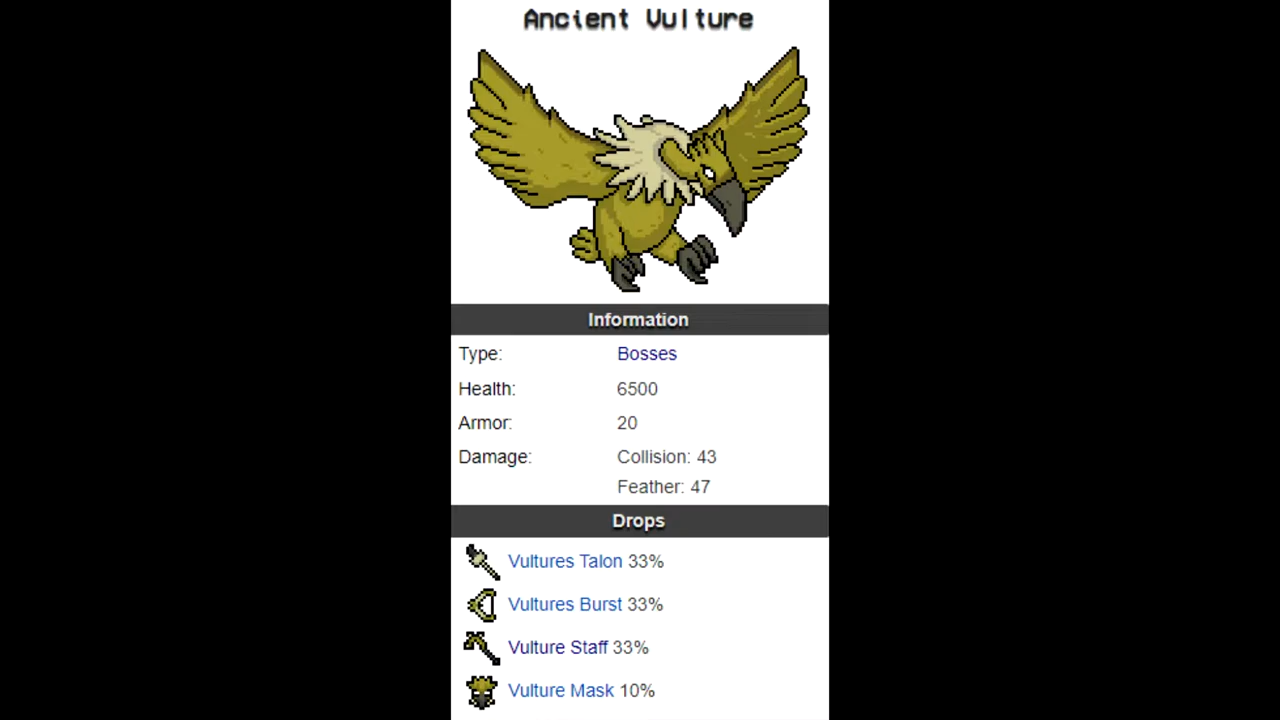 Ancient Vulture
Information
Type: Bosses
Health: 6500
Armor: 20
Damage: Collision: 43
Feather: 47
Drops
Vultures Talon 33%
Vultures Burst 33%
Vulture Staff 33%
Vulture Mask 10%